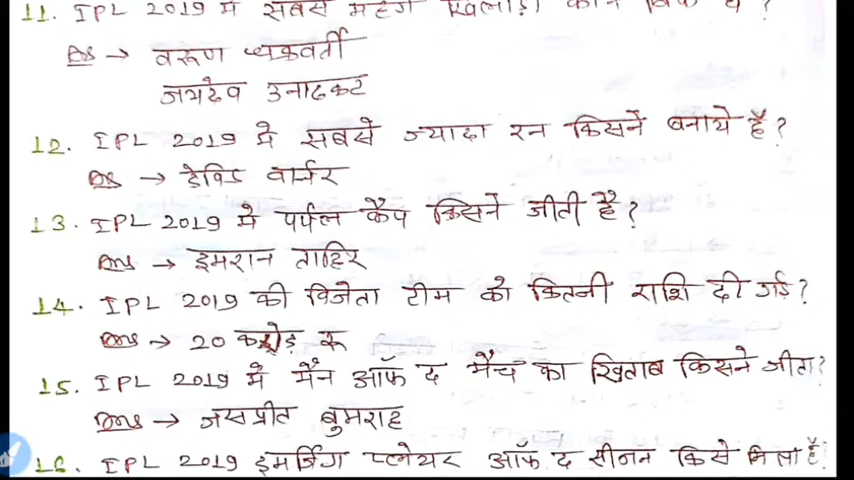 11. IPL 2019 मे सबसे महंगे खिलाड़ी कौन बिके थे ?
Ans → वरूण चक्रवर्ती
जयदेव उनादकट
12. IPL 2019 मे सबसे ज्यादा रन किसने बनाये है ?
Ans → डेविड वार्नर
13. IPL 2019 मे पर्पल कैप किसने जीती है ?
Ans → इमरान ताहिर
14. IPL 2019 की विजेता टीम को कितनी राशि दी गई ?
Ans → 20 करोड़ रू
15. IPL 2019 मे मैन ऑफ द मैच का खिताब किसने जीता ?
Ans → जसप्रीत बुमराह
16. IPL 2019 इमर्जिंग प्लेयर ऑफ द सीजन किसे मिला है